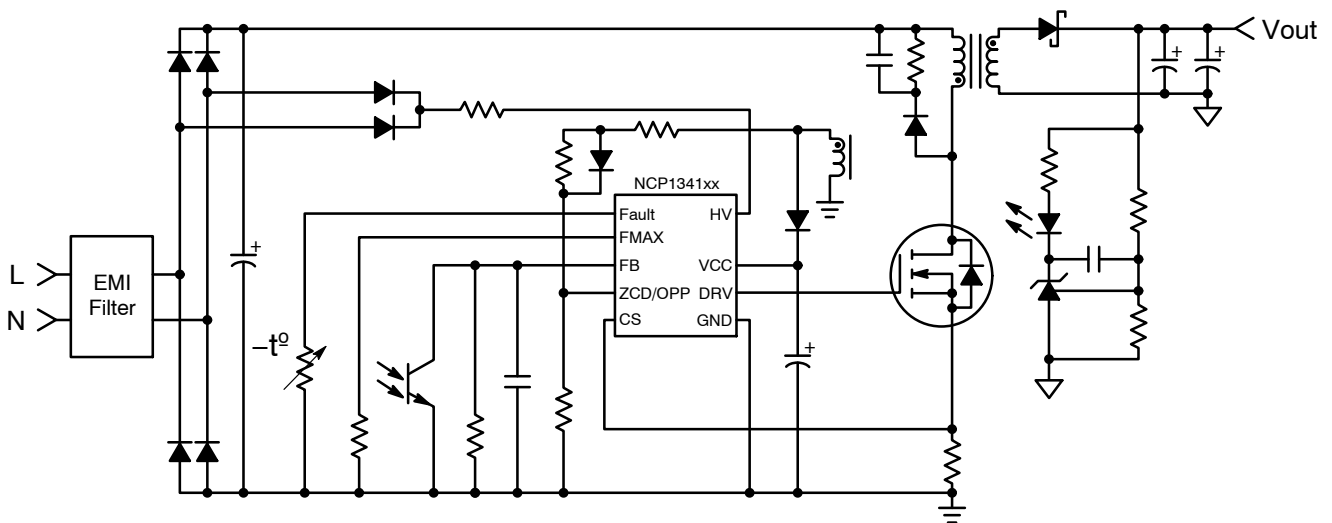 Vout
NCP1341xx
Fault
HV
FMAX
FB
VCC
ZCD/OPP
DRV
CS
GND
L
N
EMI
Filter
–tº
+
+
+
+